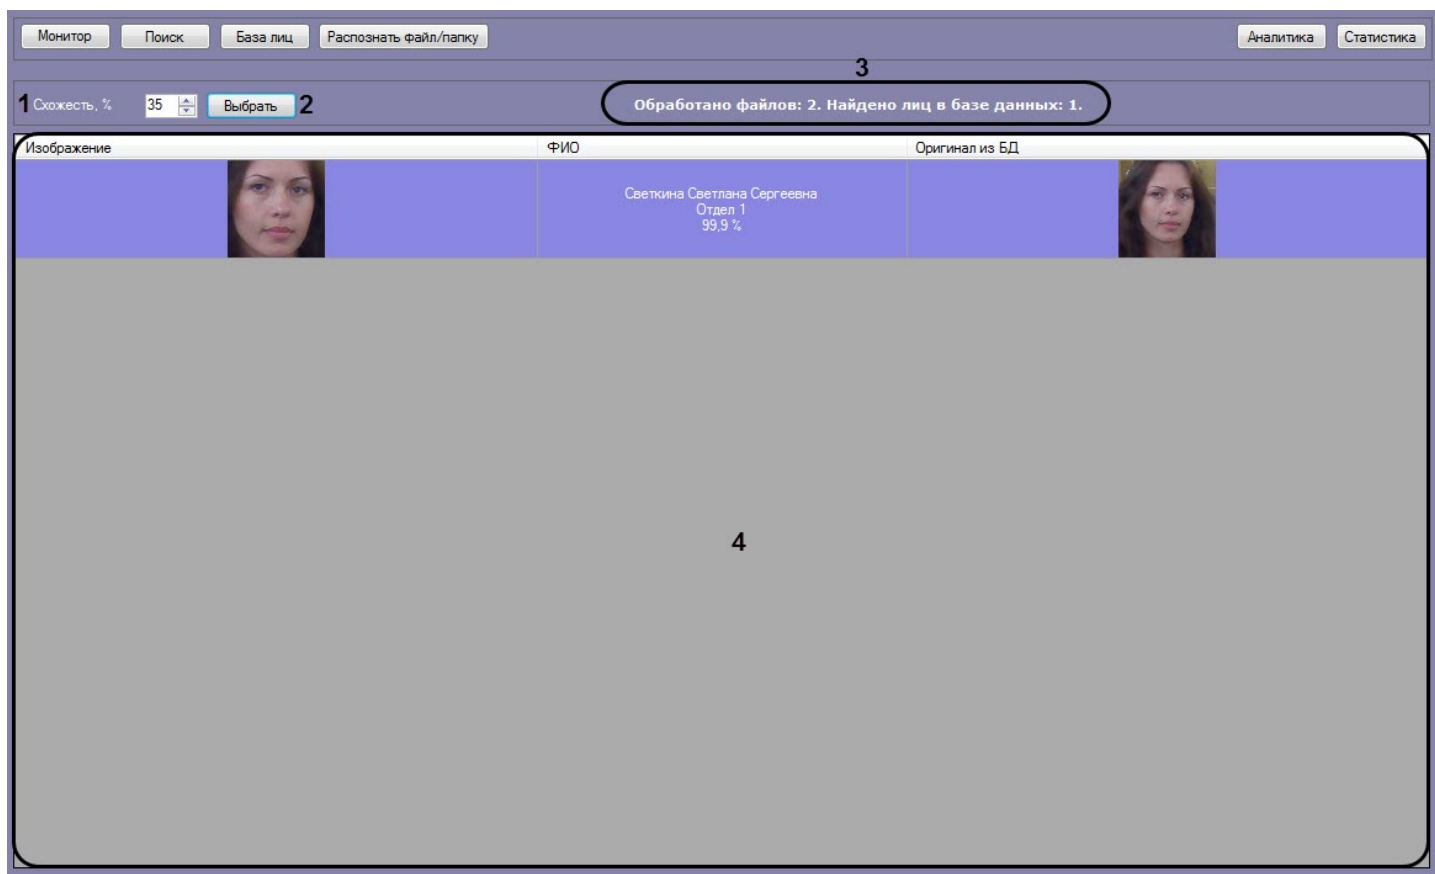 Монитор Поиск База лиц Распознать файл/папку Аналитика Статистика
3
1 Схожесть, % 35 Выбрать 2 Обработано файлов: 2. Найдено лиц в базе данных: 1.
Изображение ФИО Оригинал из БД
Светкина Светлана Сергеевна
Отдел 1
99,9 %
4